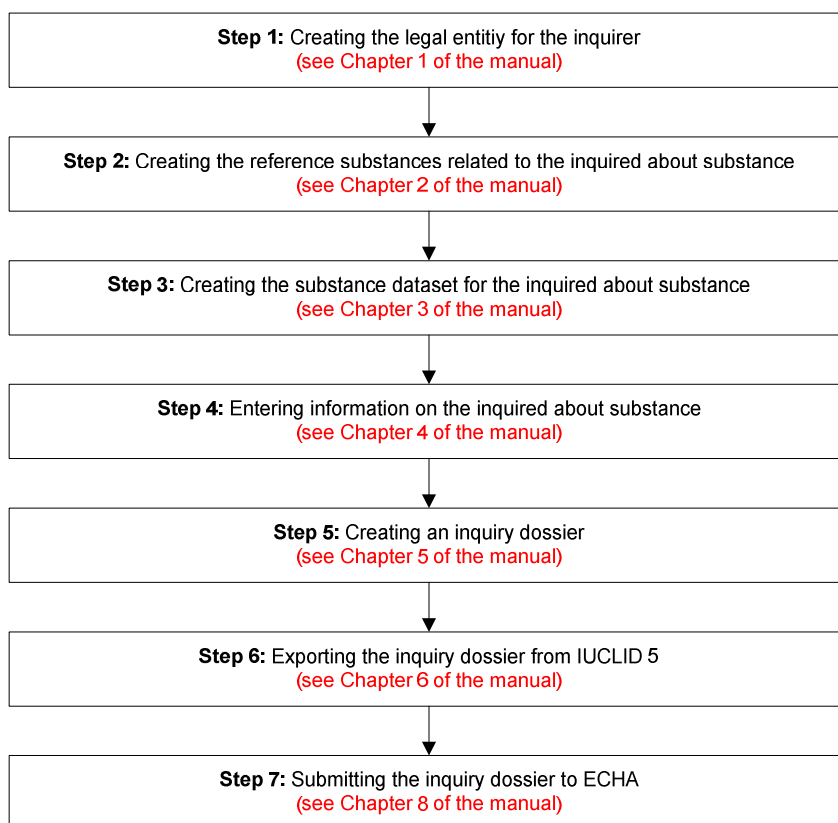 Step 1: Creating the legal entitiy for the inquirer
(see Chapter 1 of the manual)
Step 2: Creating the reference substances related to the inquired about substance
(see Chapter 2 of the manual)
Step 3: Creating the substance dataset for the inquired about substance
(see Chapter 3 of the manual)
Step 4: Entering information on the inquired about substance
(see Chapter 4 of the manual)
Step 5: Creating an inquiry dossier
(see Chapter 5 of the manual)
Step 6: Exporting the inquiry dossier from IUCLID 5
(see Chapter 6 of the manual)
Step 7: Submitting the inquiry dossier to ECHA
(see Chapter 8 of the manual)